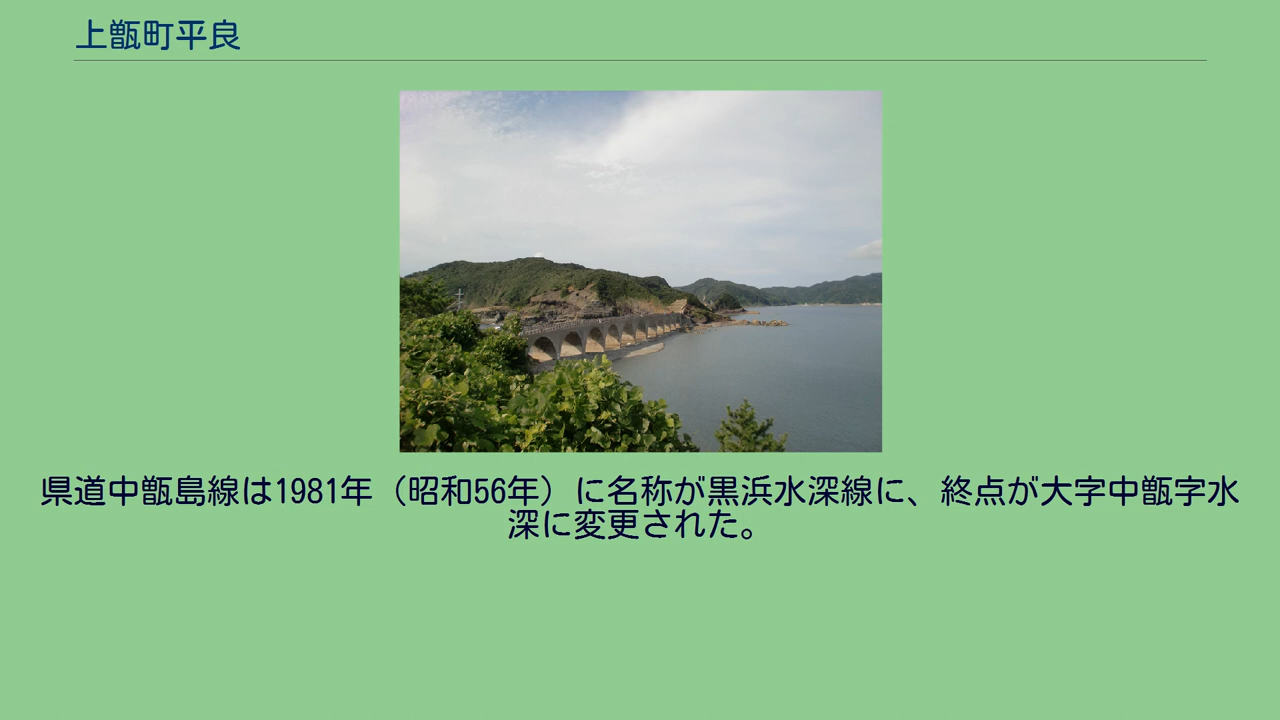 上甑町平良
県道中甑島線は1981年（昭和56年）に名称が黒浜水深線に、終点が大字中甑字水
深に変更された。